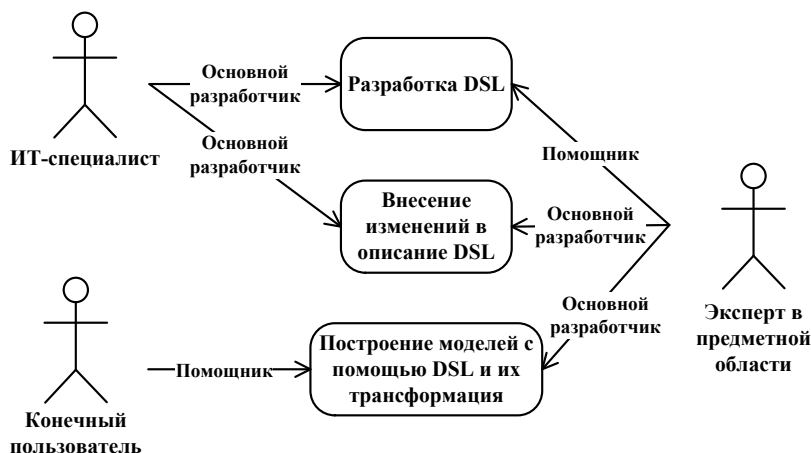 Основной
разработчик
Разработка DSL
ИТ-специалист
Основной
разработчик
Помощник
Внесение
изменений в
описание DSL
Основной
разработчик
Эксперт в
предметной
области
Основной
разработчик
Построение моделей с
помощью DSL и их
трансформация
Помощник
Конечный
пользователь